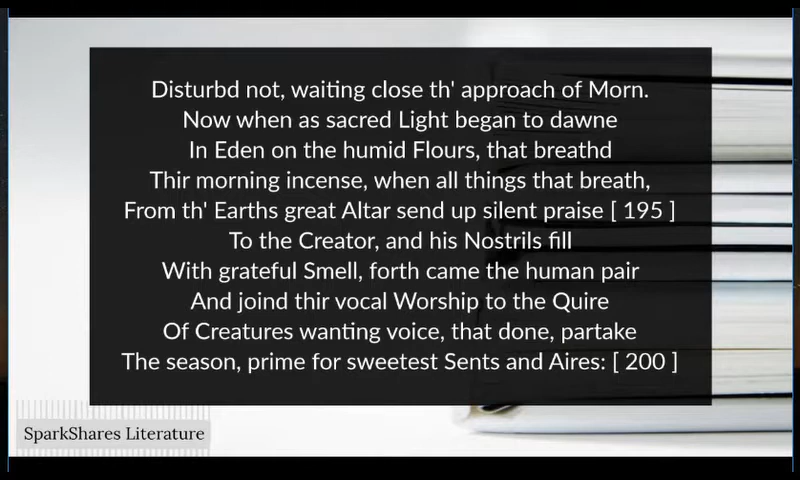 Disturbd not, waiting close th' approach of Morn.
Now when as sacred Light began to dawne
In Eden on the humid Flours, that breathd
Thir morning incense, when all things that breath,
From th' Earths great Altar send up silent praise [ 195 ]
To the Creator, and his Nostrils fill
With grateful Smell, forth came the human pair
And joind thir vocal Worship to the Quire
Of Creatures wanting voice, that done, partake
The season, prime for sweetest Sents and Aires: [ 200 ]
SparkShares Literature